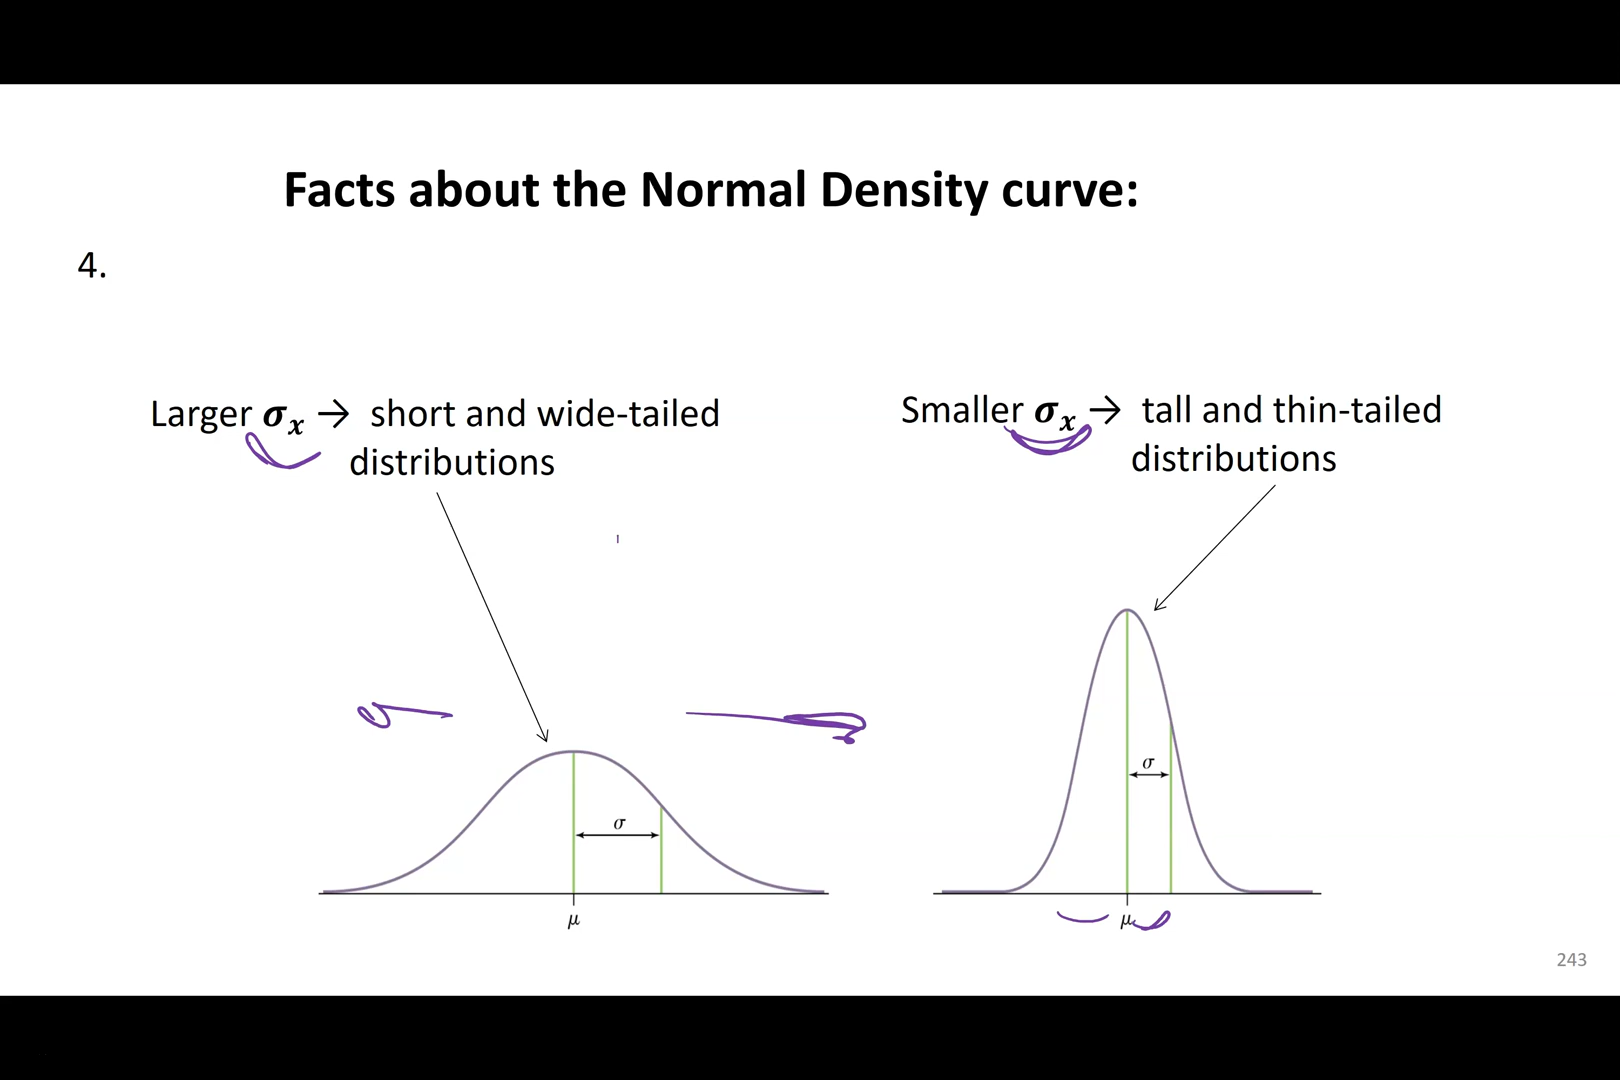 Facts about the Normal Density curve:
4.
Larger σₓ → short and wide-tailed
distributions
Smaller σₓ → tall and thin-tailed
distributions
σ
μ
σ
μ
243